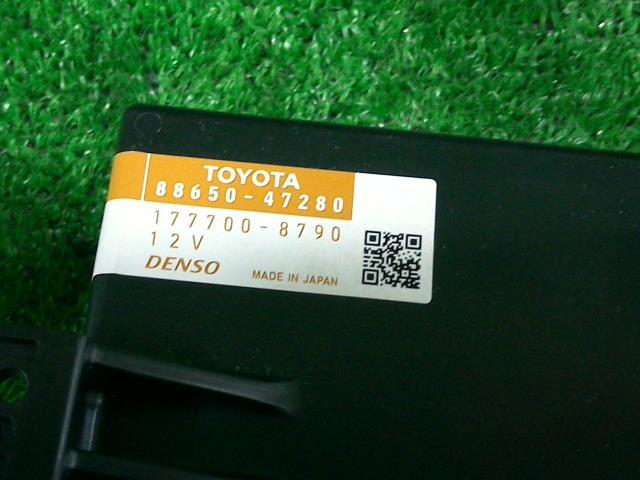 TOYOTA
88650-47280
177700-8790
12V
DENSO MADE IN JAPAN